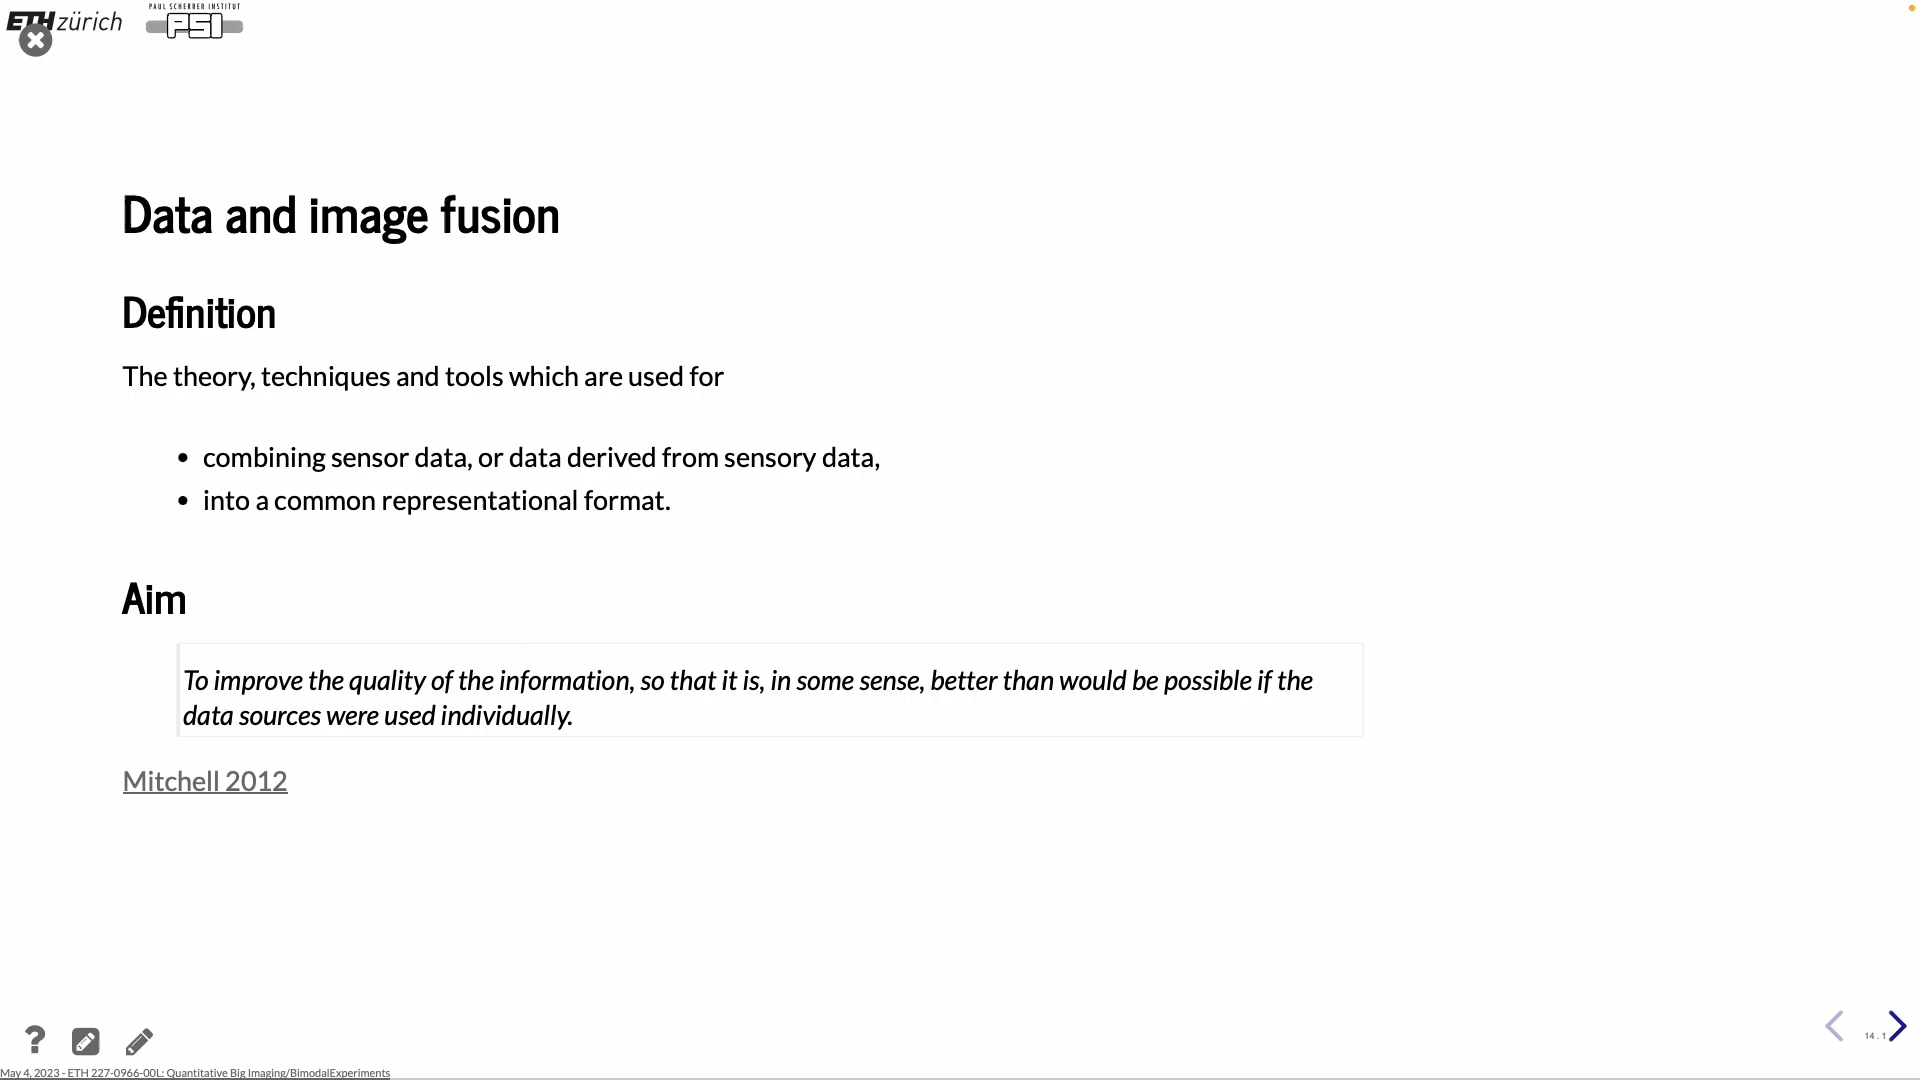 ETH zürich
PAUL SCHERRER INSTITUT
PSI
Data and image fusion
Definition
The theory, techniques and tools which are used for
• combining sensor data, or data derived from sensory data,
• into a common representational format.
Aim
To improve the quality of the information, so that it is, in some sense, better than would be possible if the
data sources were used individually.
Mitchell 2012
14 . 1
May 4, 2023 - ETH 227-0966-00L: Quantitative Big Imaging/BimodalExperiments